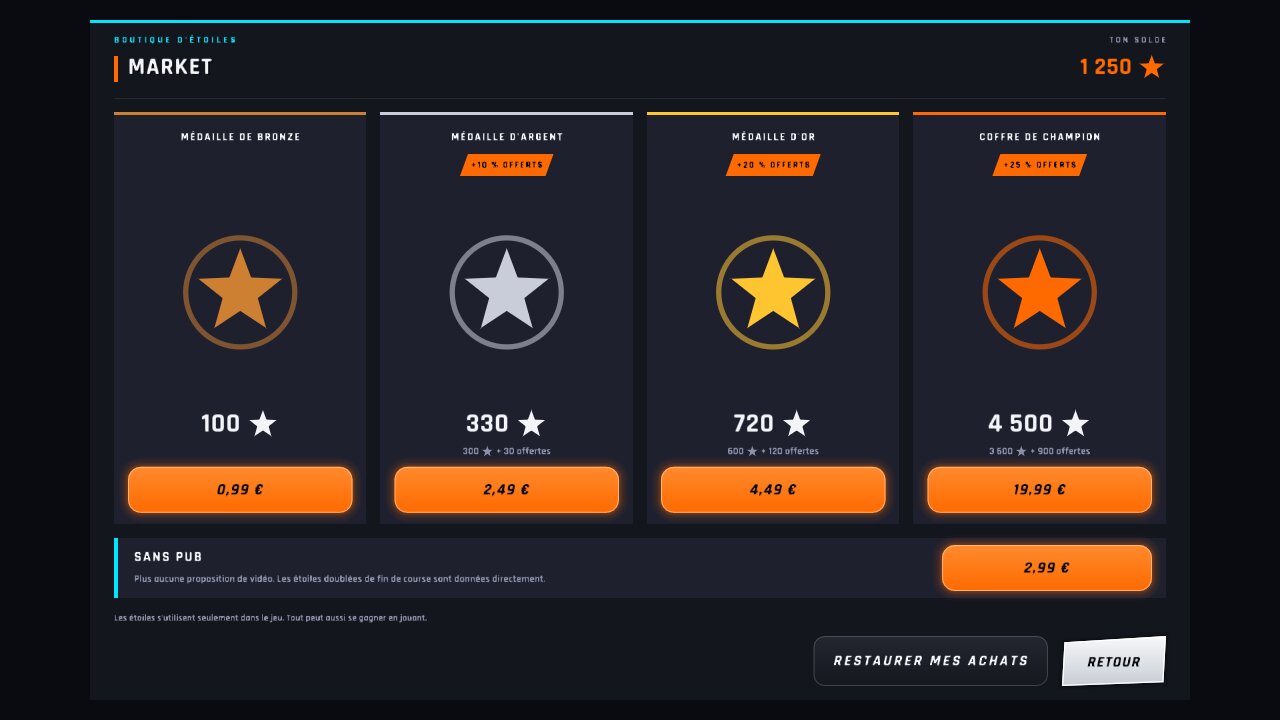 BOUTIQUE D'ÉTOILES
TON SOLDE
MARKET
1 250
MÉDAILLE DE BRONZE
MÉDAILLE D'ARGENT
MÉDAILLE D'OR
COFFRE DE CHAMPION
+10 % OFFERTS
+20 % OFFERTS
+25 % OFFERTS
100
330
720
4 500
300 ★ + 30 offertes
600 ★ + 120 offertes
3 600 ★ + 900 offertes
0,99 €
2,49 €
4,49 €
19,99 €
SANS PUB
Plus aucune proposition de vidéo. Les étoiles doublées de fin de course sont données directement.
2,99 €
Les étoiles s'utilisent seulement dans le jeu. Tout peut aussi se gagner en jouant.
RESTAURER MES ACHATS
RETOUR